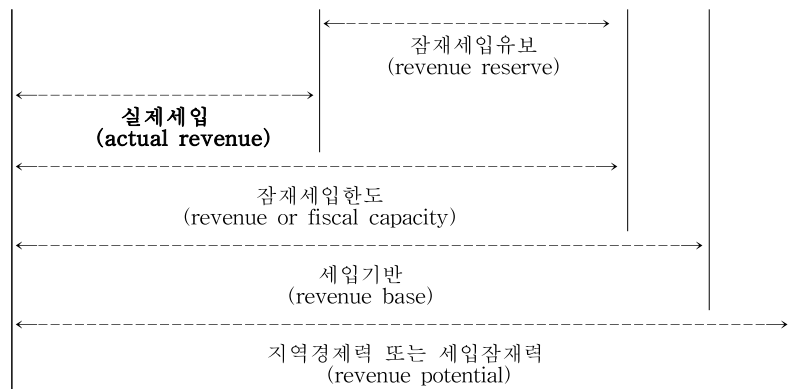 잠재세입유보
(revenue reserve)
실제세입
(actual revenue)
잠재세입한도
(revenue or fiscal capacity)
세입기반
(revenue base)
지역경제력 또는 세입잠재력
(revenue potential)